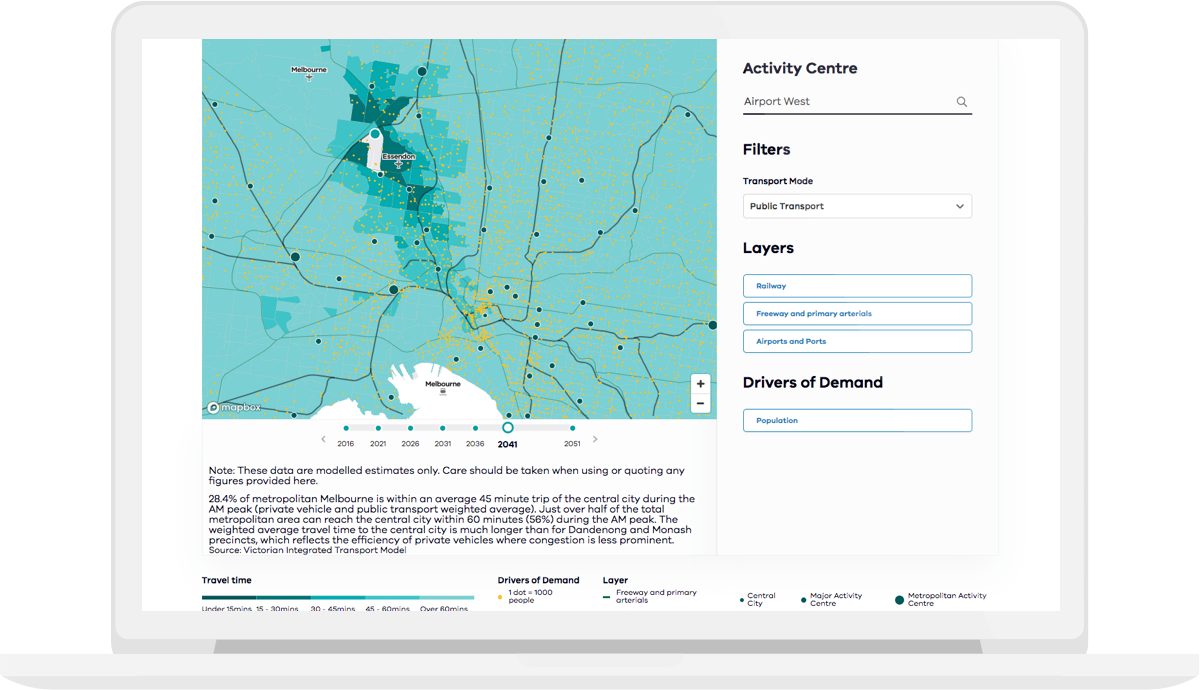 Melbourne
Essendon
Melbourne
mapbox
+
−
2016 2021 2026 2031 2036 2041 2051
Note: These data are modelled estimates only. Care should be taken when using or quoting any
figures provided here.
28.4% of metropolitan Melbourne is within an average 45 minute trip of the central city during the
AM peak (private vehicle and public transport weighted average). Just over half of the total
metropolitan area can reach the central city within 60 minutes (56%) during the AM peak. The
weighted average travel time to the central city is much longer than for Dandenong and Monash
precincts, which reflects the efficiency of private vehicles where congestion is less prominent.
Source: Victorian Integrated Transport Model
Activity Centre
Airport West
Filters
Transport Mode
Public Transport
Layers
Railway
Freeway and primary arterials
Airports and Ports
Drivers of Demand
Population
Travel time
Under 15mins 15 - 30mins 30 - 45mins 45 - 60mins Over 60mins
Drivers of Demand
1 dot = 1000
people
Layer
Freeway and primary
arterials
Central
City
Major Activity
Centre
Metropolitan Activity
Centre